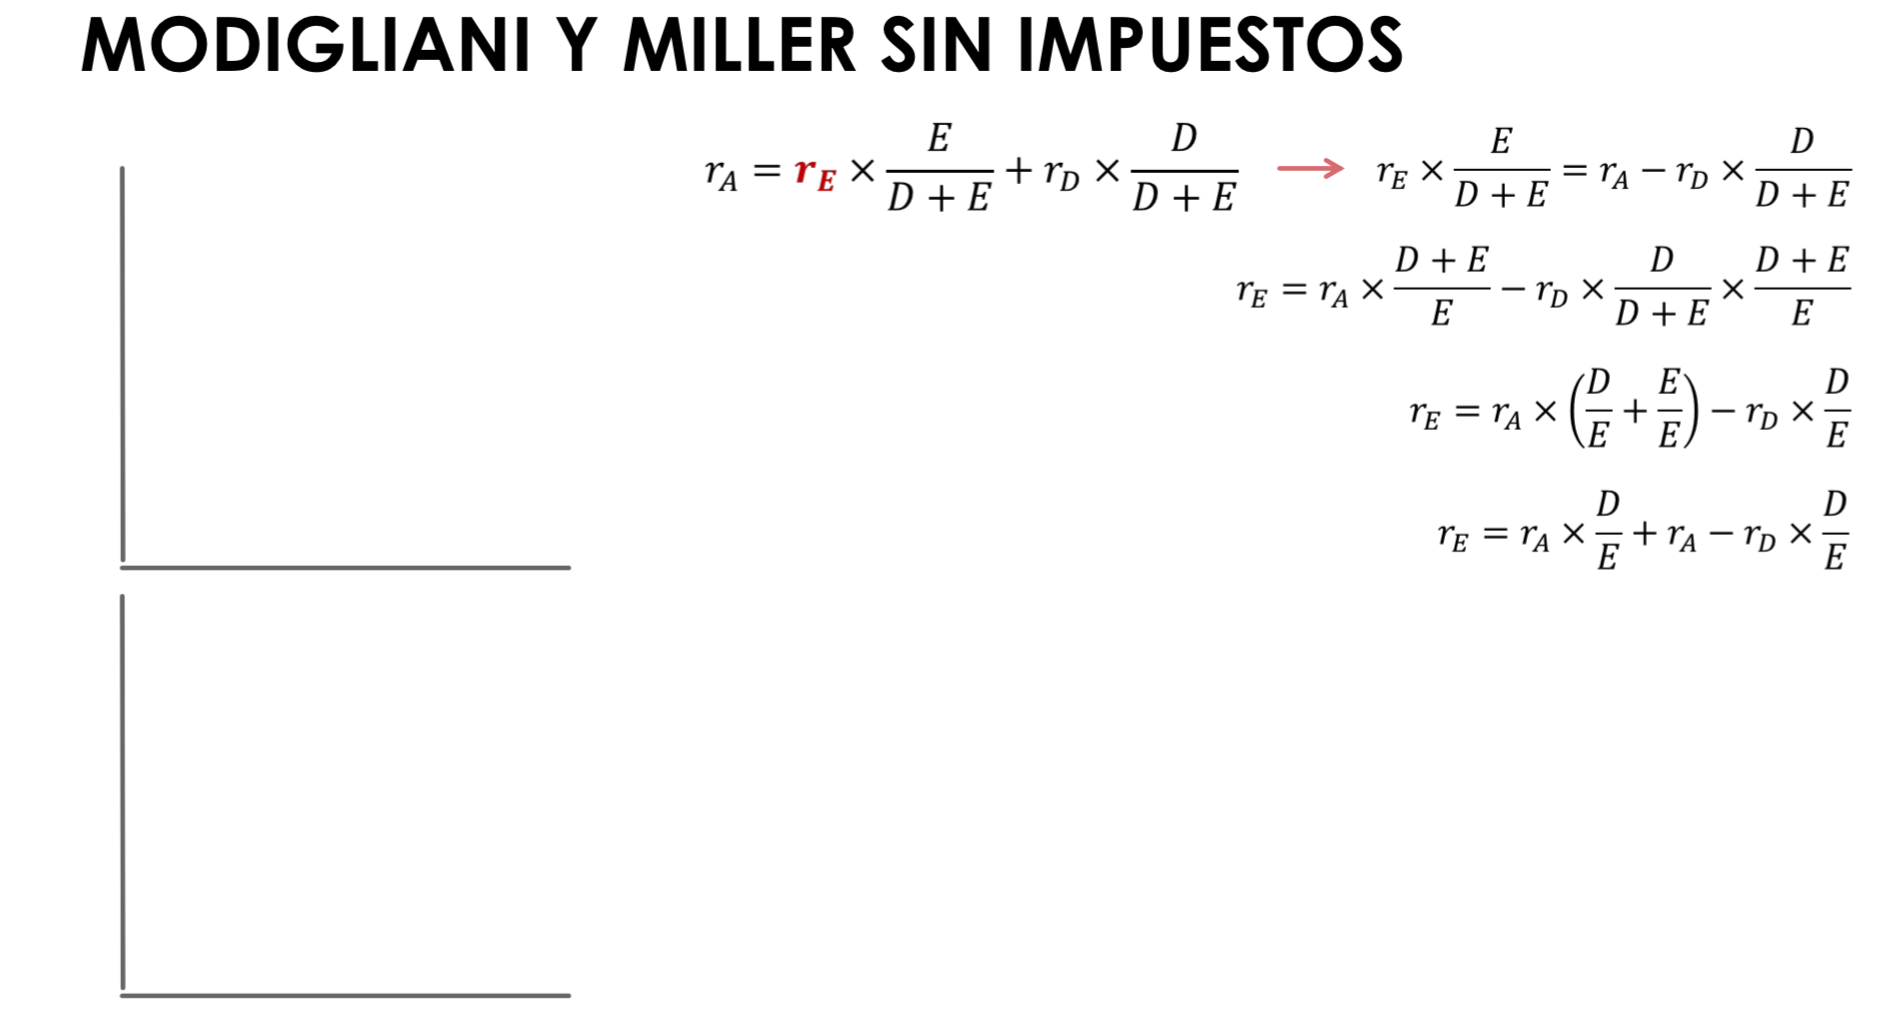 MODIGLIANI Y MILLER SIN IMPUESTOS
r_A = r_E × E/(D + E) + r_D × D/(D + E) → r_E × E/(D + E) = r_A − r_D × D/(D + E)
r_E = r_A × (D + E)/E − r_D × D/(D + E) × (D + E)/E
r_E = r_A × (D/E + E/E) − r_D × D/E
r_E = r_A × D/E + r_A − r_D × D/E